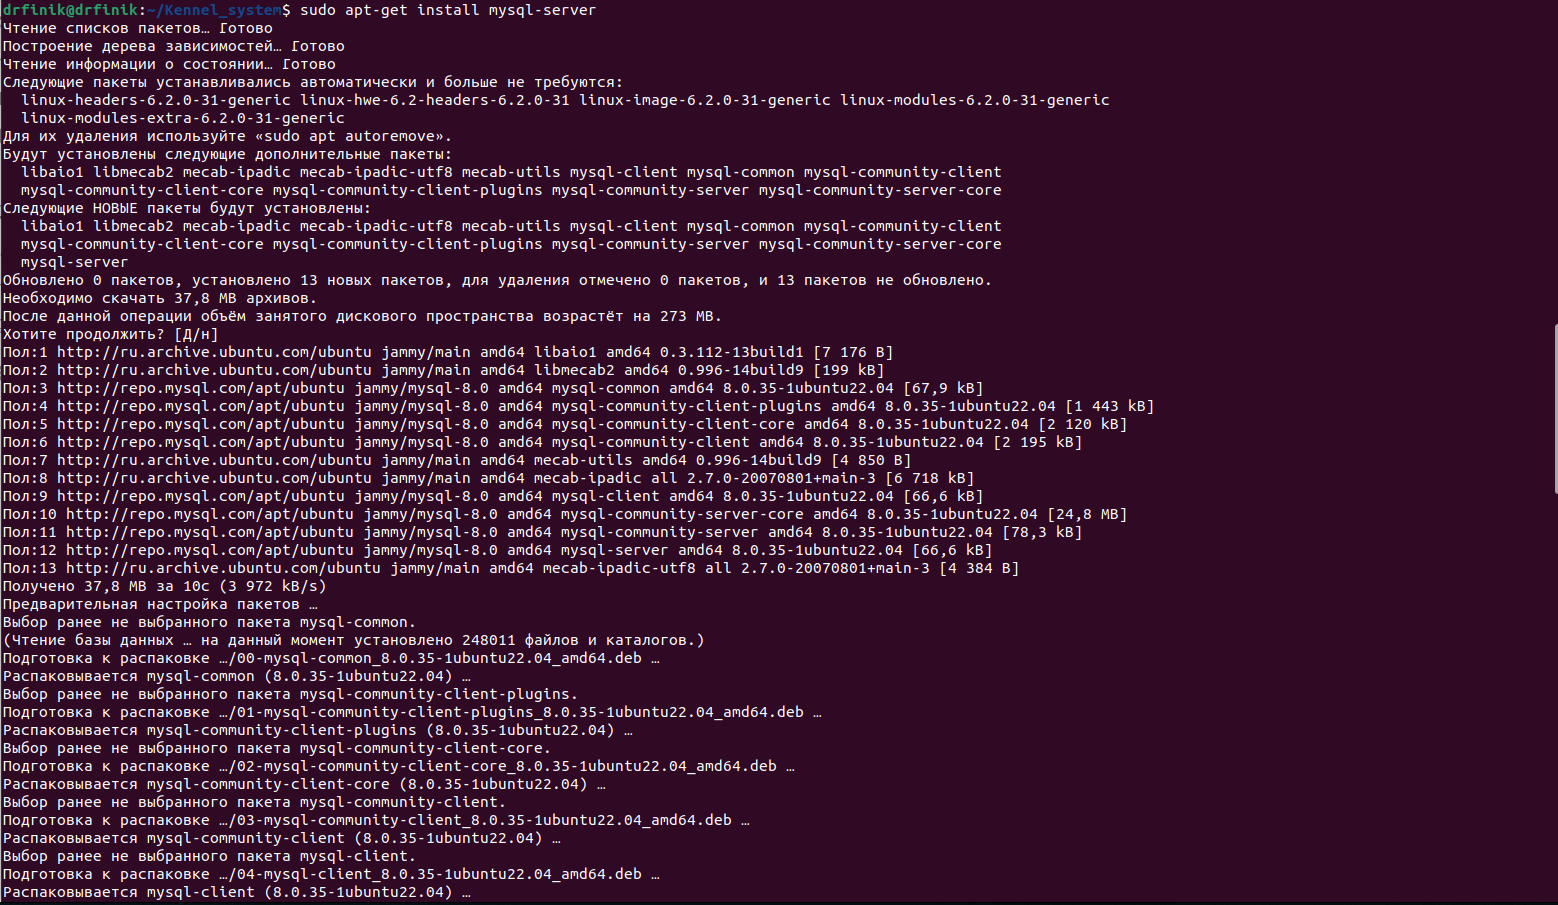 drfinik@drfinik:~/Kennel_system$ sudo apt-get install mysql-server
Чтение списков пакетов… Готово
Построение дерева зависимостей… Готово
Чтение информации о состоянии… Готово
Следующие пакеты устанавливались автоматически и больше не требуются:
  linux-headers-6.2.0-31-generic linux-hwe-6.2-headers-6.2.0-31 linux-image-6.2.0-31-generic linux-modules-6.2.0-31-generic
  linux-modules-extra-6.2.0-31-generic
Для их удаления используйте «sudo apt autoremove».
Будут установлены следующие дополнительные пакеты:
  libaio1 libmecab2 mecab-ipadic mecab-ipadic-utf8 mecab-utils mysql-client mysql-common mysql-community-client
  mysql-community-client-core mysql-community-client-plugins mysql-community-server mysql-community-server-core
Следующие НОВЫЕ пакеты будут установлены:
  libaio1 libmecab2 mecab-ipadic mecab-ipadic-utf8 mecab-utils mysql-client mysql-common mysql-community-client
  mysql-community-client-core mysql-community-client-plugins mysql-community-server mysql-community-server-core
  mysql-server
Обновлено 0 пакетов, установлено 13 новых пакетов, для удаления отмечено 0 пакетов, и 13 пакетов не обновлено.
Необходимо скачать 37,8 MB архивов.
После данной операции объём занятого дискового пространства возрастёт на 273 MB.
Хотите продолжить? [Д/н]
Пол:1 http://ru.archive.ubuntu.com/ubuntu jammy/main amd64 libaio1 amd64 0.3.112-13build1 [7 176 B]
Пол:2 http://ru.archive.ubuntu.com/ubuntu jammy/main amd64 libmecab2 amd64 0.996-14build9 [199 kB]
Пол:3 http://repo.mysql.com/apt/ubuntu jammy/mysql-8.0 amd64 mysql-common amd64 8.0.35-1ubuntu22.04 [67,9 kB]
Пол:4 http://repo.mysql.com/apt/ubuntu jammy/mysql-8.0 amd64 mysql-community-client-plugins amd64 8.0.35-1ubuntu22.04 [1 443 kB]
Пол:5 http://repo.mysql.com/apt/ubuntu jammy/mysql-8.0 amd64 mysql-community-client-core amd64 8.0.35-1ubuntu22.04 [2 120 kB]
Пол:6 http://repo.mysql.com/apt/ubuntu jammy/mysql-8.0 amd64 mysql-community-client amd64 8.0.35-1ubuntu22.04 [2 195 kB]
Пол:7 http://ru.archive.ubuntu.com/ubuntu jammy/main amd64 mecab-utils amd64 0.996-14build9 [4 850 B]
Пол:8 http://ru.archive.ubuntu.com/ubuntu jammy/main amd64 mecab-ipadic all 2.7.0-20070801+main-3 [6 718 kB]
Пол:9 http://repo.mysql.com/apt/ubuntu jammy/mysql-8.0 amd64 mysql-client amd64 8.0.35-1ubuntu22.04 [66,6 kB]
Пол:10 http://repo.mysql.com/apt/ubuntu jammy/mysql-8.0 amd64 mysql-community-server-core amd64 8.0.35-1ubuntu22.04 [24,8 MB]
Пол:11 http://repo.mysql.com/apt/ubuntu jammy/mysql-8.0 amd64 mysql-community-server amd64 8.0.35-1ubuntu22.04 [78,3 kB]
Пол:12 http://repo.mysql.com/apt/ubuntu jammy/mysql-8.0 amd64 mysql-server amd64 8.0.35-1ubuntu22.04 [66,6 kB]
Пол:13 http://ru.archive.ubuntu.com/ubuntu jammy/main amd64 mecab-ipadic-utf8 all 2.7.0-20070801+main-3 [4 384 B]
Получено 37,8 MB за 10с (3 972 kB/s)
Предварительная настройка пакетов …
Выбор ранее не выбранного пакета mysql-common.
(Чтение базы данных … на данный момент установлено 248011 файлов и каталогов.)
Подготовка к распаковке …/00-mysql-common_8.0.35-1ubuntu22.04_amd64.deb …
Распаковывается mysql-common (8.0.35-1ubuntu22.04) …
Выбор ранее не выбранного пакета mysql-community-client-plugins.
Подготовка к распаковке …/01-mysql-community-client-plugins_8.0.35-1ubuntu22.04_amd64.deb …
Распаковывается mysql-community-client-plugins (8.0.35-1ubuntu22.04) …
Выбор ранее не выбранного пакета mysql-community-client-core.
Подготовка к распаковке …/02-mysql-community-client-core_8.0.35-1ubuntu22.04_amd64.deb …
Распаковывается mysql-community-client-core (8.0.35-1ubuntu22.04) …
Выбор ранее не выбранного пакета mysql-community-client.
Подготовка к распаковке …/03-mysql-community-client_8.0.35-1ubuntu22.04_amd64.deb …
Распаковывается mysql-community-client (8.0.35-1ubuntu22.04) …
Выбор ранее не выбранного пакета mysql-client.
Подготовка к распаковке …/04-mysql-client_8.0.35-1ubuntu22.04_amd64.deb …
Распаковывается mysql-client (8.0.35-1ubuntu22.04) …